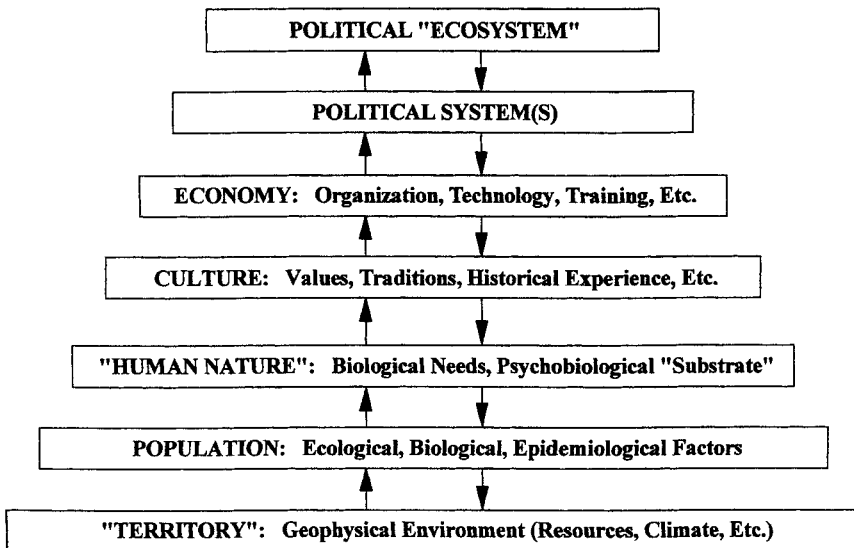 POLITICAL "ECOSYSTEM"
POLITICAL SYSTEM(S)
ECONOMY: Organization, Technology, Training, Etc.
CULTURE: Values, Traditions, Historical Experience, Etc.
"HUMAN NATURE": Biological Needs, Psychobiological "Substrate"
POPULATION: Ecological, Biological, Epidemiological Factors
"TERRITORY": Geophysical Environment (Resources, Climate, Etc.)